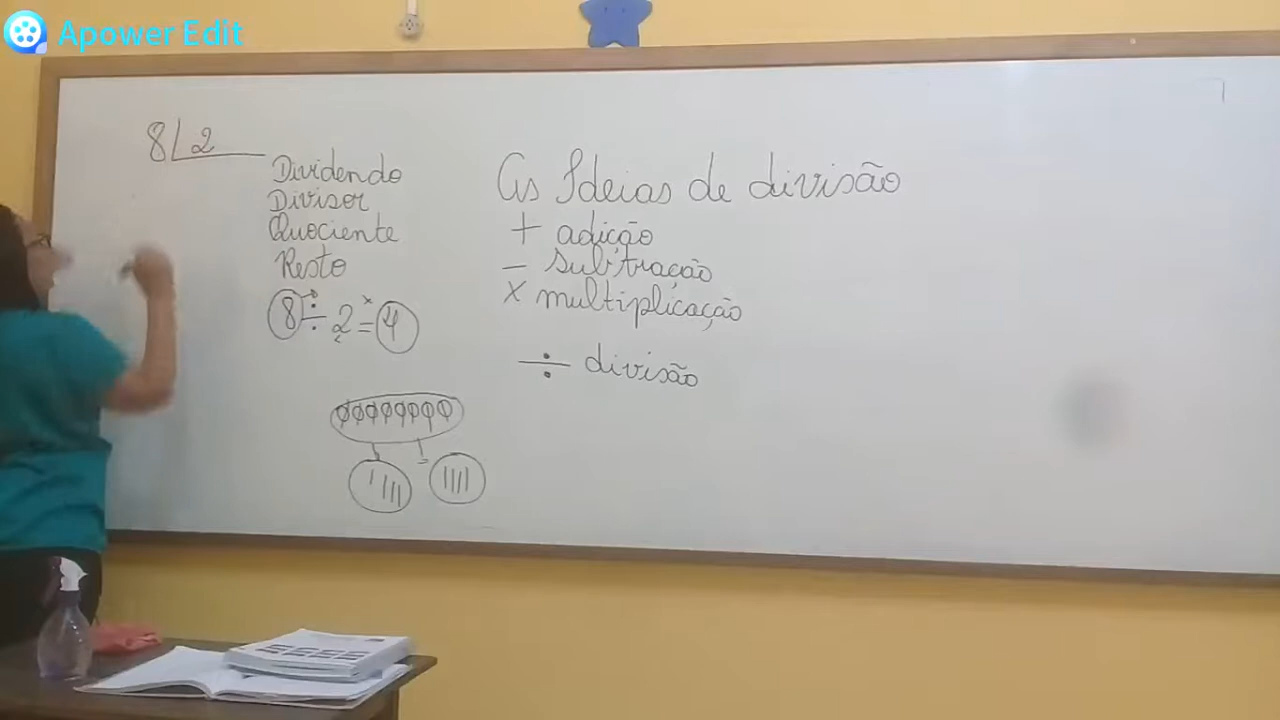 Apower Edit
8 2
Dividendo
Divisor
Quociente
Resto
8 ÷ 2 = 4
×
As Ideias de divisão
+ adição
− subtração
× multiplicação
÷ divisão